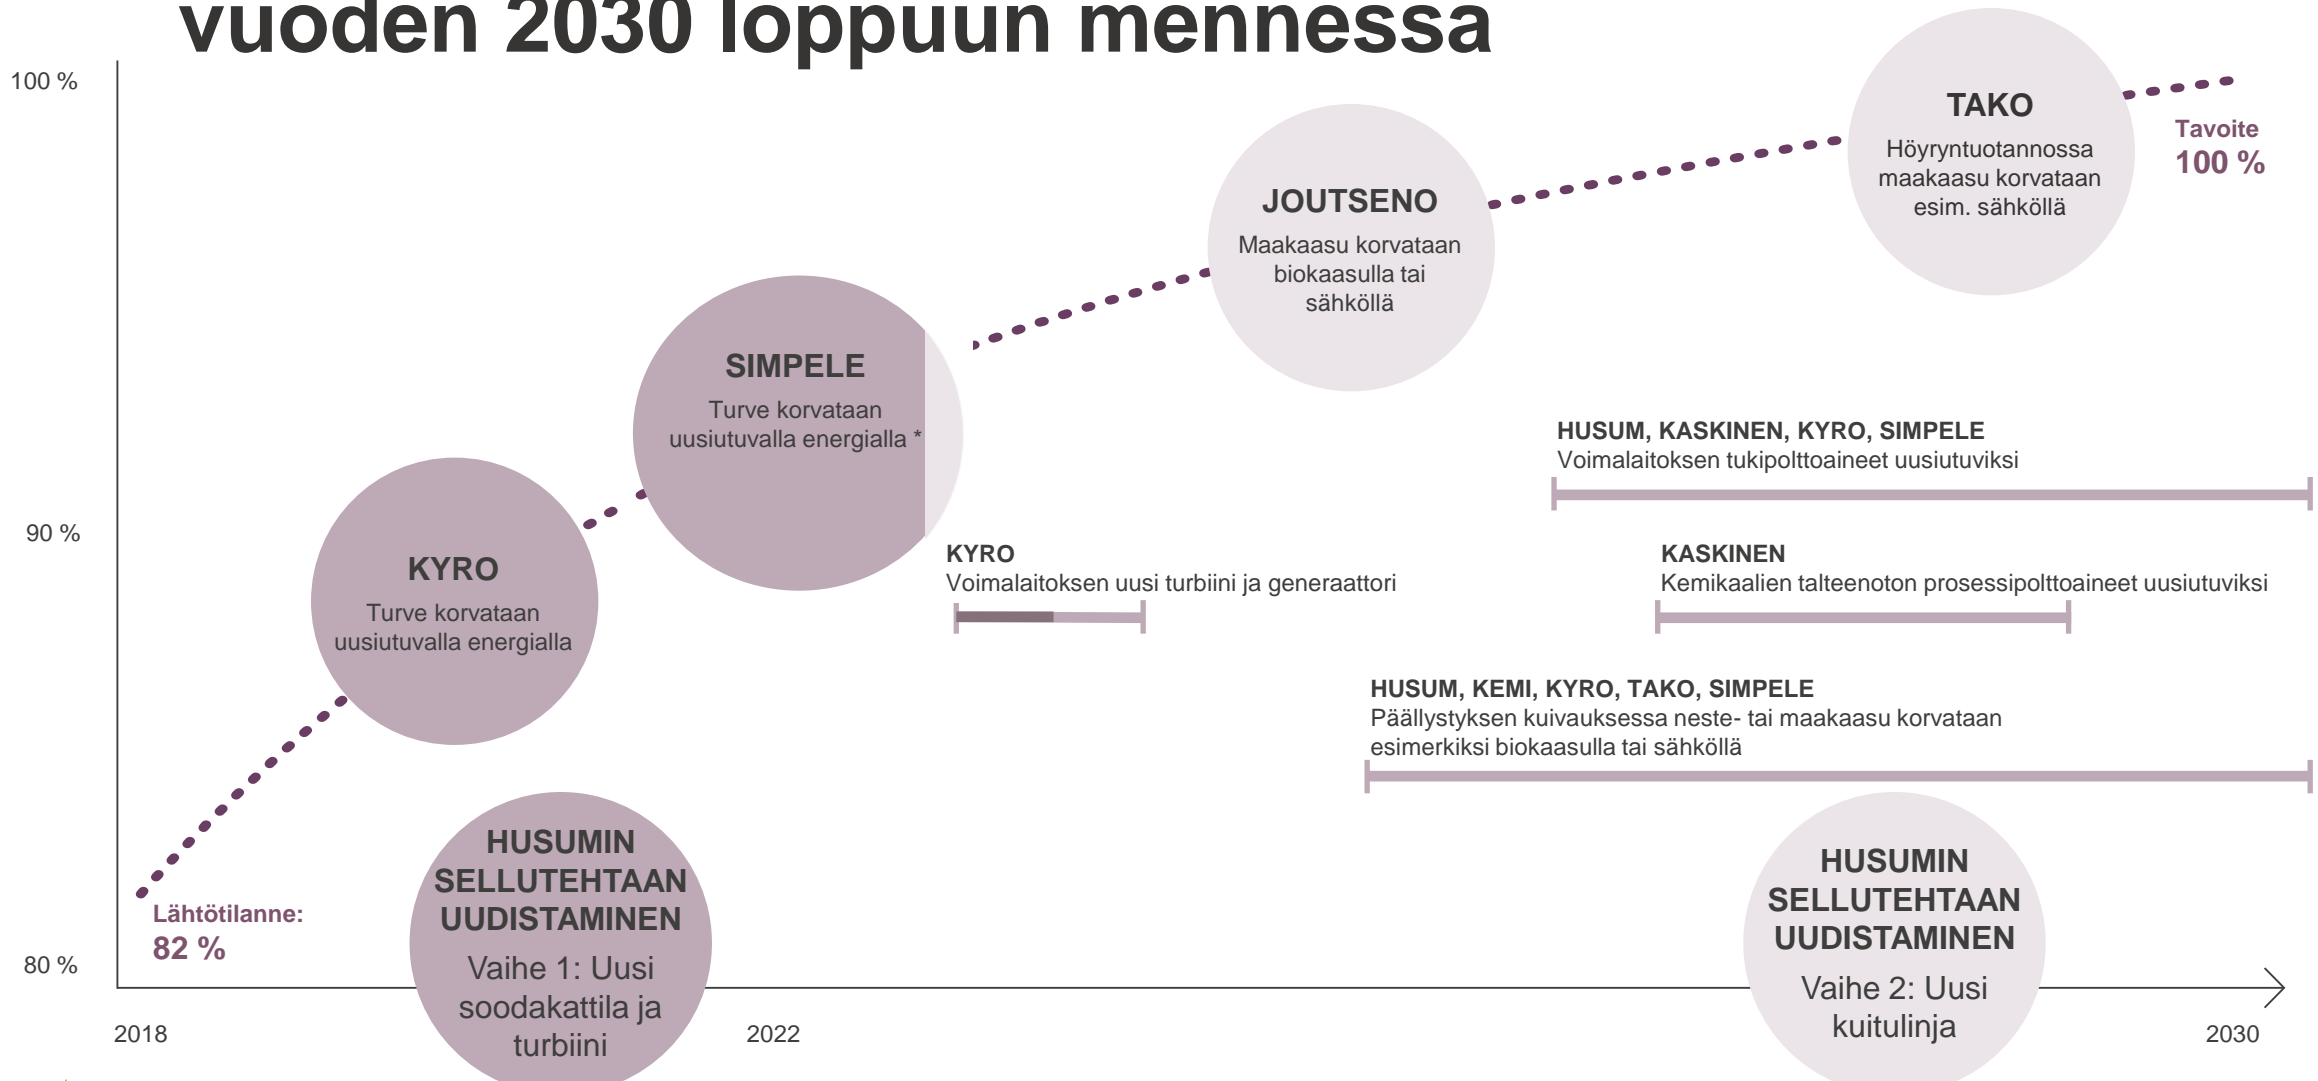 vuoden 2030 loppuun mennessä
100 %
TAKO
Höyryntuotannossa
maakaasu korvataan
esim. sähköllä
Tavoite
100 %
JOUTSENO
Maakaasu korvataan
biokaasulla tai
sähköllä
SIMPELE
Turve korvataan
uusiutuvalla energialla *
HUSUM, KASKINEN, KYRO, SIMPELE
Voimalaitoksen tukipolttoaineet uusiutuviksi
90 %
KYRO
Turve korvataan
uusiutuvalla energialla
KYRO
Voimalaitoksen uusi turbiini ja generaattori
KASKINEN
Kemikaalien talteenoton prosessipolttoaineet uusiutuviksi
HUSUM, KEMI, KYRO, TAKO, SIMPELE
Päällystyksen kuivauksessa neste- tai maakaasu korvataan
esimerkiksi biokaasulla tai sähköllä
Lähtötilanne:
82 %
80 %
HUSUMIN
SELLUTEHTAAN
UUDISTAMINEN
Vaihe 1: Uusi
soodakattila ja
turbiini
HUSUMIN
SELLUTEHTAAN
UUDISTAMINEN
Vaihe 2: Uusi
kuitulinja
2018
2022
2030